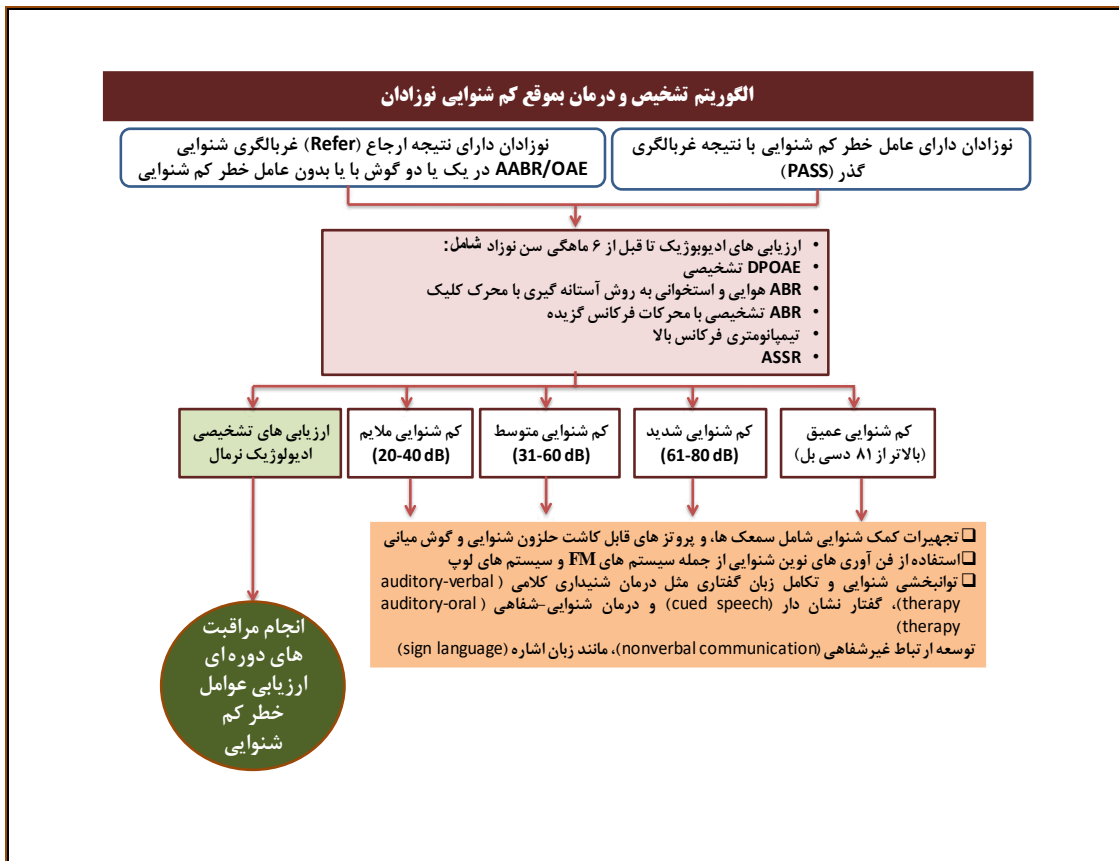 الگوریتم تشخیص و درمان بموقع کم شنوایی نوزادان
نوزادان دارای عامل خطر کم شنوایی با نتیجه غربالگری
گذر (PASS)
نوزادان دارای نتیجه ارجاع (Refer) غربالگری شنوایی
AABR/OAE در یک یا دو گوش با یا بدون عامل خطر کم شنوایی
• ارزیابی های ادیوبوژیک تا قبل از ۶ ماهگی سن نوزاد شامل:
• DPOAE تشخیصی
• ABR هوایی و استخوانی به روش آستانه گیری با محرک کلیک
• ABR تشخیصی با محرکات فرکانس گزیده
• تیمپانومتری فرکانس بالا
• ASSR
کم شنوایی عمیق
(بالاتر از ۸۱ دسی بل)
کم شنوایی شدید
(61-80 dB)
کم شنوایی متوسط
(31-60 dB)
کم شنوایی ملایم
(20-40 dB)
ارزیابی های تشخیصی
ادیولوژیک نرمال
❑ تجهیزات کمک شنوایی شامل سمعک ها، و پروتز های قابل کاشت حلزون شنوایی و گوش میانی
❑ استفاده از فن آوری های نوین شنوایی از جمله سیستم های FM و سیستم های لوپ
❑ توانبخشی شنوایی و تکامل زبان گفتاری مثل درمان شنیداری کلامی (auditory-verbal
therapy)، گفتار نشان دار (cued speech) و درمان شنوایی-شفاهی (auditory-oral
therapy)
توسعه ارتباط غیرشفاهی (nonverbal communication)، مانند زبان اشاره (sign language)
انجام مراقبت
های دوره ای
ارزیابی عوامل
خطر کم
شنوایی